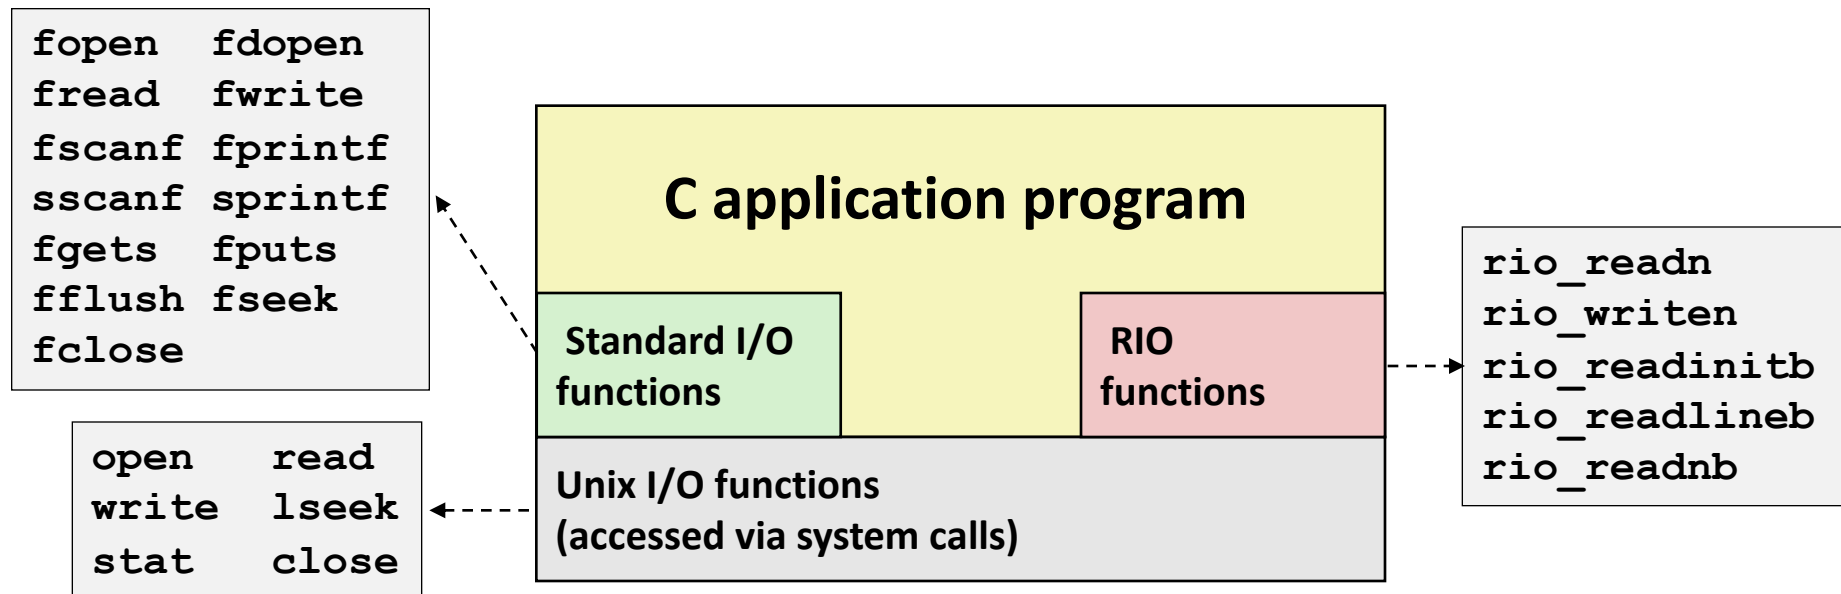 fopen fdopen
fread fwrite
fscanf fprintf
sscanf sprintf
fgets fputs
fflush fseek
fclose
C application program
Standard I/O
functions
RIO
functions
rio_readn
rio_writen
rio_readinitb
rio_readlineb
rio_readnb
open read
write lseek
stat close
Unix I/O functions
(accessed via system calls)